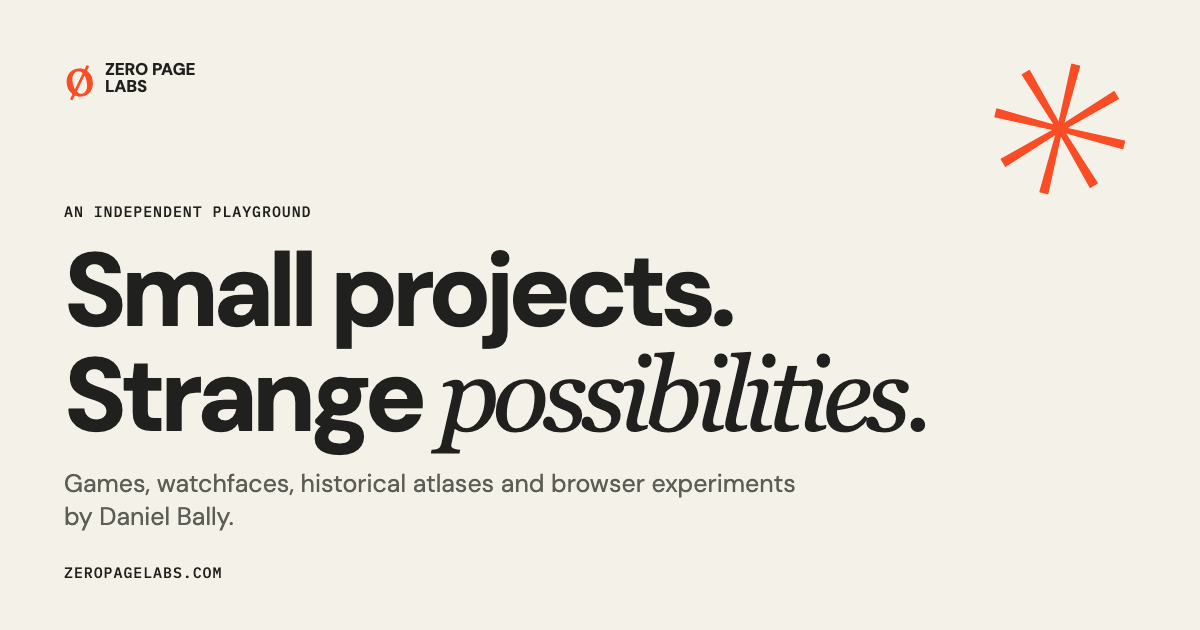 Ø ZERO PAGE
LABS
AN INDEPENDENT PLAYGROUND
Small projects.
Strange possibilities.
Games, watchfaces, historical atlases and browser experiments
by Daniel Bally.
ZEROPAGELABS.COM